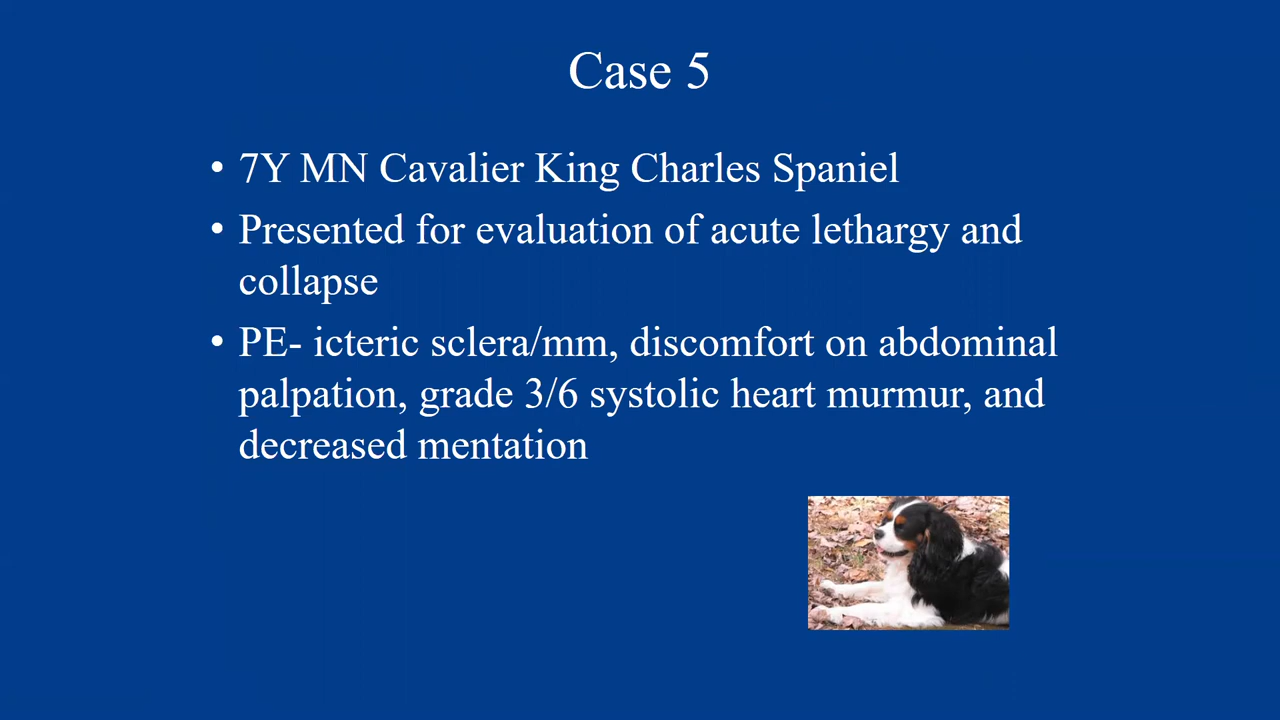 Case 5
• 7Y MN Cavalier King Charles Spaniel
• Presented for evaluation of acute lethargy and
collapse
• PE- icteric sclera/mm, discomfort on abdominal
palpation, grade 3/6 systolic heart murmur, and
decreased mentation